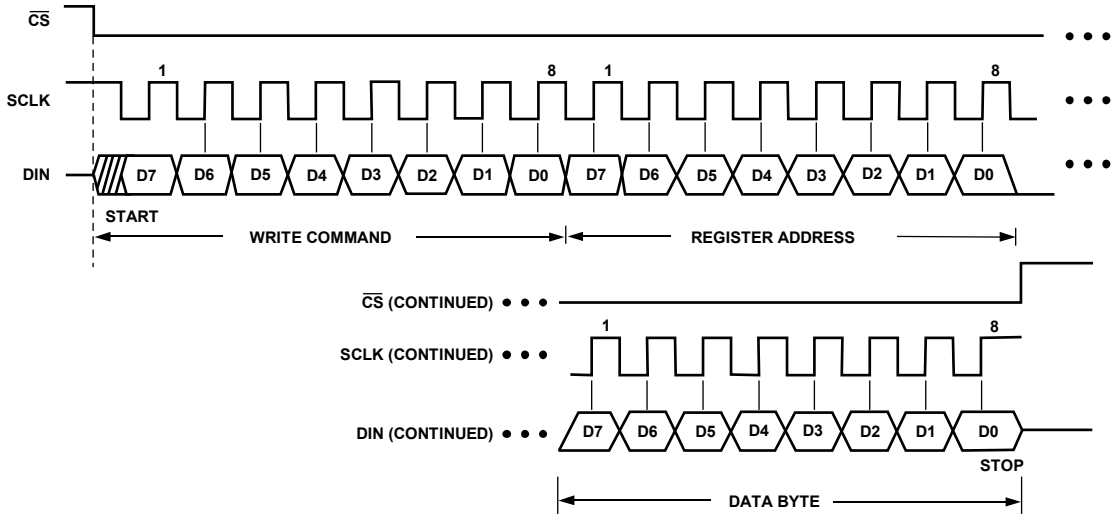 CS
1 8 1 8
SCLK
DIN D7 D6 D5 D4 D3 D2 D1 D0 D7 D6 D5 D4 D3 D2 D1 D0
START
WRITE COMMAND REGISTER ADDRESS
CS (CONTINUED)
1 8
SCLK (CONTINUED)
DIN (CONTINUED) D7 D6 D5 D4 D3 D2 D1 D0
STOP
DATA BYTE